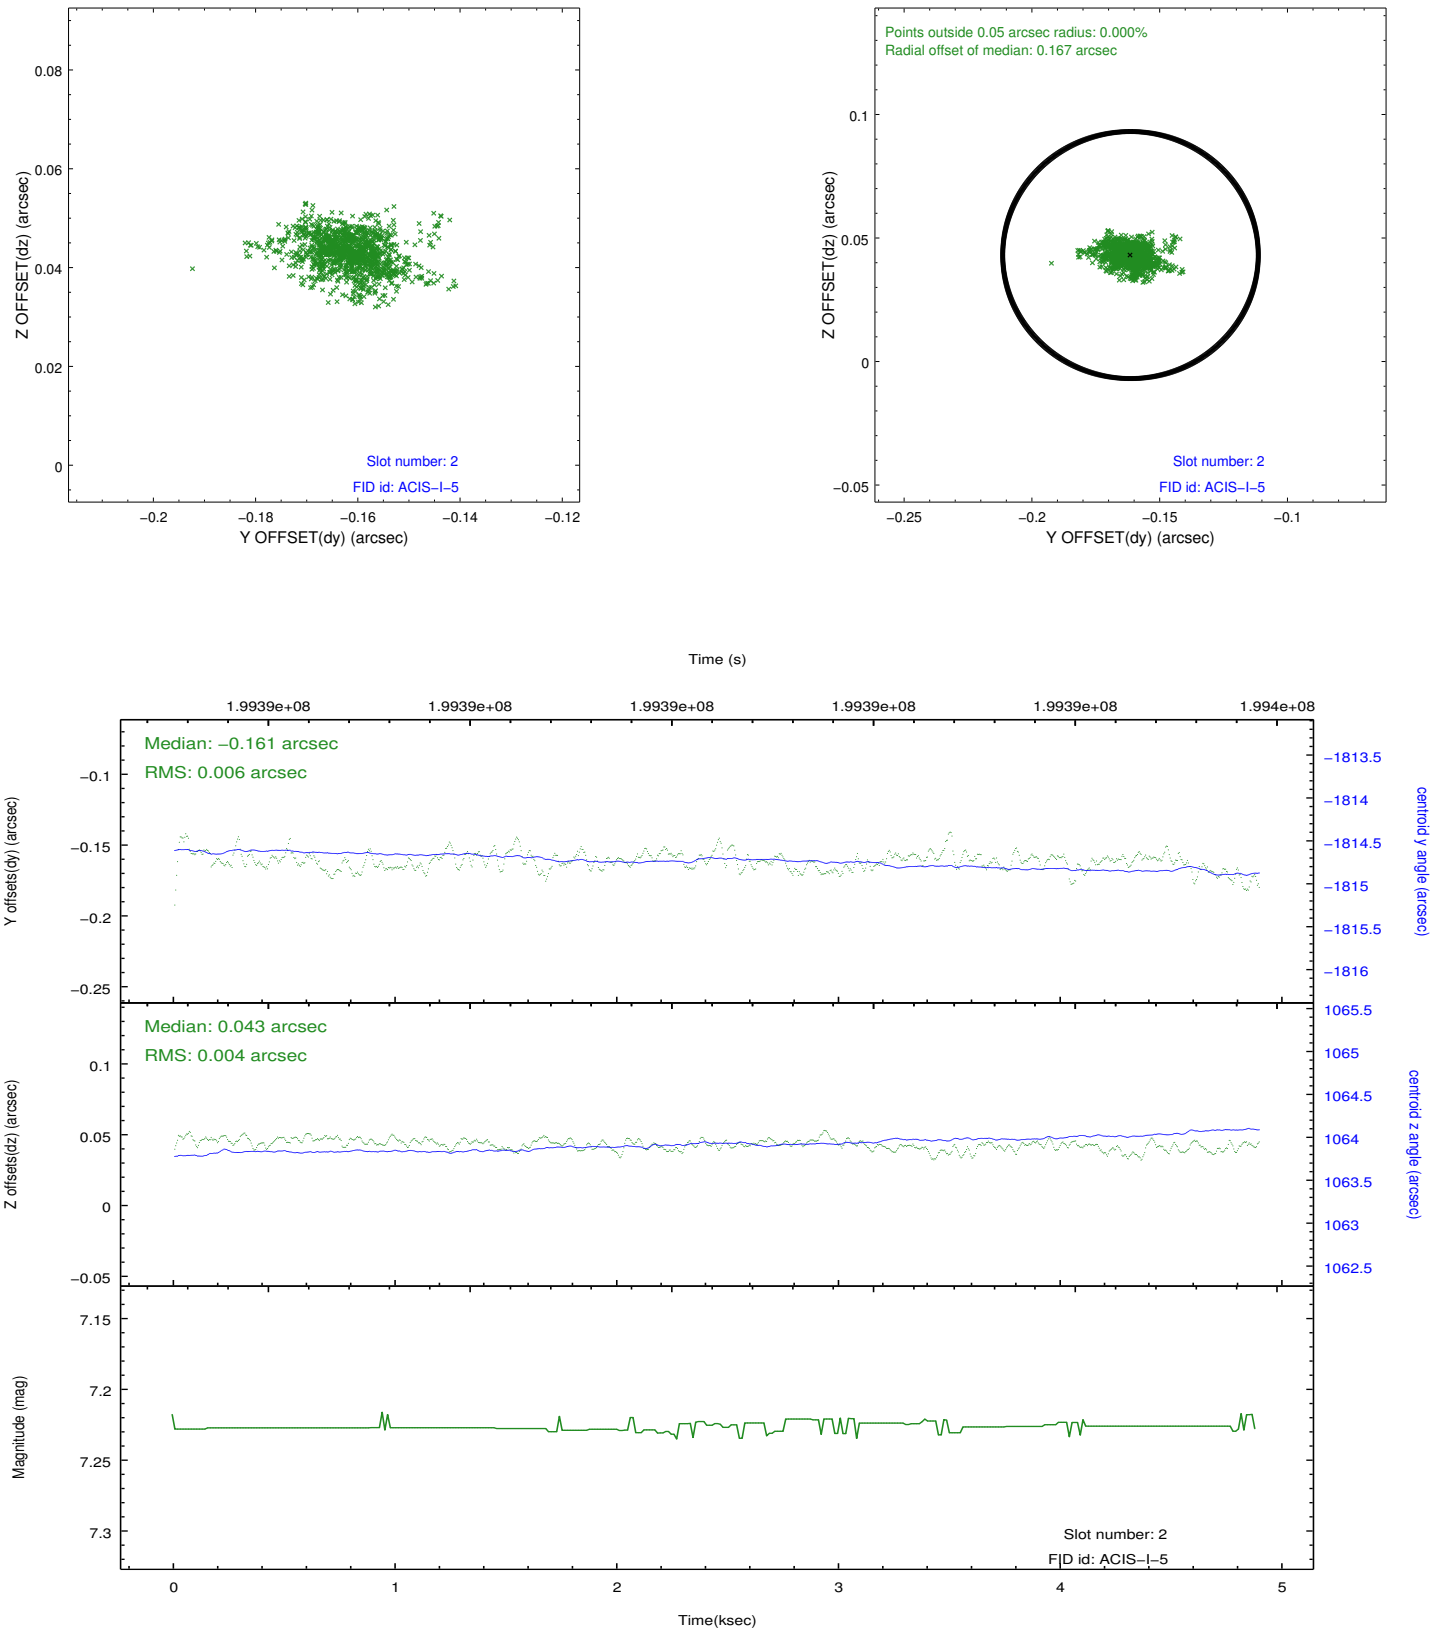 0.08
0.06
0.04
0.02
0
Z OFFSET(dz) (arcsec)
Slot number: 2
FID id: ACIS−I−5
−0.2
−0.18
−0.16
−0.14
−0.12
Y OFFSET(dy) (arcsec)
Points outside 0.05 arcsec radius: 0.000%
Radial offset of median: 0.167 arcsec
0.1
0.05
0
−0.05
Z OFFSET(dz) (arcsec)
Slot number: 2
FID id: ACIS−I−5
−0.25
−0.2
−0.15
−0.1
Y OFFSET(dy) (arcsec)
Time (s)
1.9939e+08
1.9939e+08
1.9939e+08
1.9939e+08
1.9939e+08
1.994e+08
Median: −0.161 arcsec
RMS: 0.006 arcsec
−0.1
−0.15
−0.2
−0.25
Y offsets(dy) (arcsec)
−1813.5
−1814
−1814.5
−1815
−1815.5
−1816
centroid y angle (arcsec)
Median: 0.043 arcsec
RMS: 0.004 arcsec
0.1
0.05
0
−0.05
Z offsets(dz) (arcsec)
1065.5
1065
1064.5
1064
1063.5
1063
1062.5
centroid z angle (arcsec)
7.15
7.2
7.25
7.3
Magnitude (mag)
Slot number: 2
FID id: ACIS−I−5
0
1
2
3
4
5
Time(ksec)